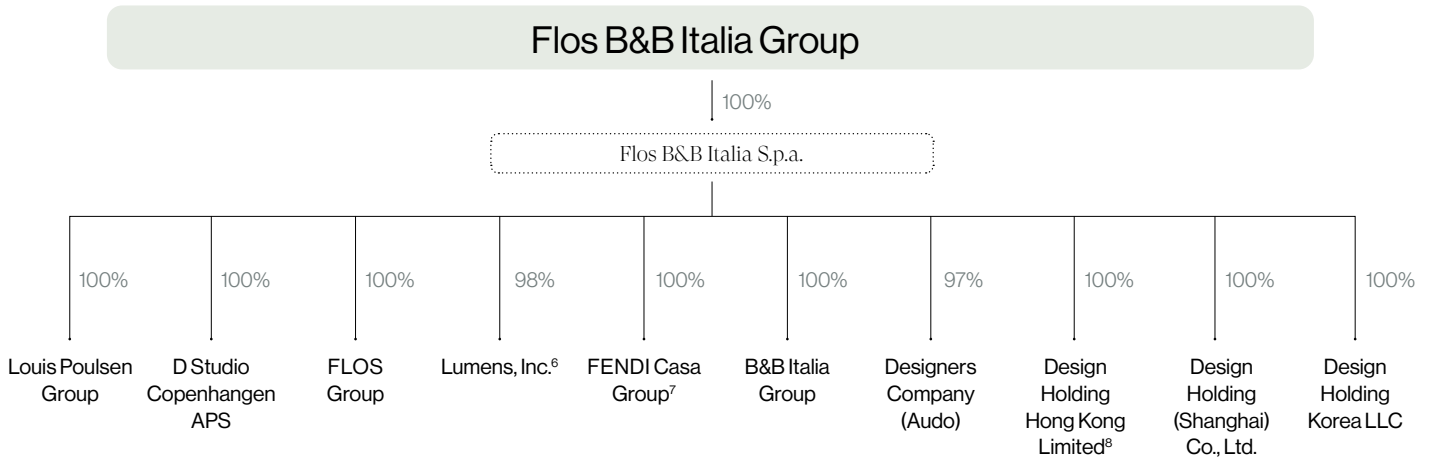 Flos B&B Italia Group
100%
Flos B&B Italia S.p.a.
100%
100%
100%
98%
100%
100%
97%
100%
100%
100%
Louis Poulsen
Group
D Studio
Copenhangen
APS
FLOS
Group
Lumens, Inc.⁶
FENDI Casa
Group⁷
B&B Italia
Group
Designers
Company
(Audo)
Design
Holding
Hong Kong
Limited⁸
Design
Holding
(Shanghai)
Co., Ltd.
Design
Holding
Korea LLC